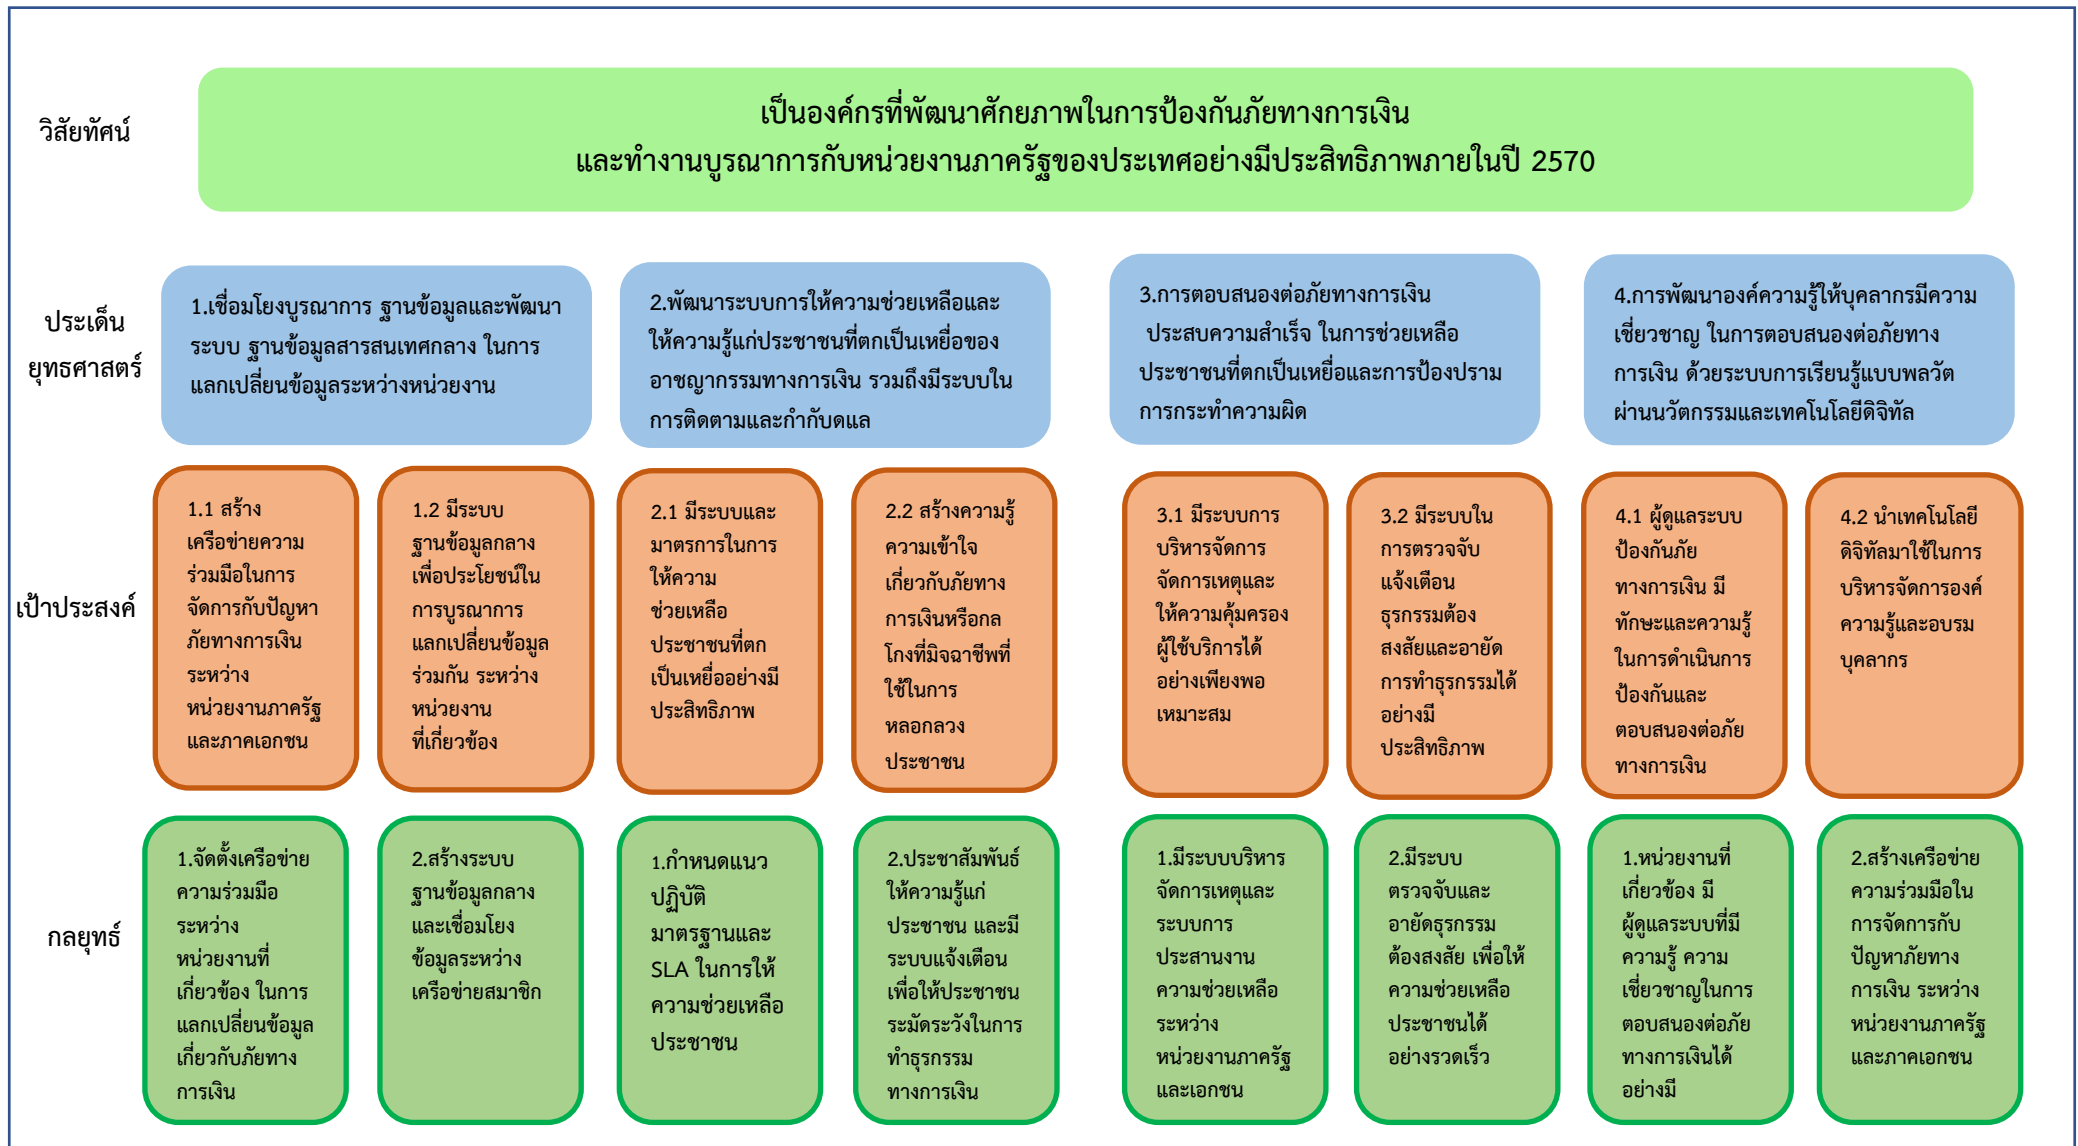 วิสัยทัศน์
เป็นองค์กรที่พัฒนาศักยภาพในการป้องกันภัยทางการเงิน
และทำงานบูรณาการกับหน่วยงานภาครัฐของประเทศอย่างมีประสิทธิภาพภายในปี 2570
ประเด็น
ยุทธศาสตร์
1.เชื่อมโยงบูรณาการ ฐานข้อมูลและพัฒนา
ระบบ ฐานข้อมูลสารสนเทศกลาง ในการ
แลกเปลี่ยนข้อมูลระหว่างหน่วยงาน
2.พัฒนาระบบการให้ความช่วยเหลือและ
ให้ความรู้แก่ประชาชนที่ตกเป็นเหยื่อของ
อาชญากรรมทางการเงิน รวมถึงมีระบบใน
การติดตามและกำกับดแล
3.การตอบสนองต่อภัยทางการเงิน
ประสบความสำเร็จ ในการช่วยเหลือ
ประชาชนที่ตกเป็นเหยื่อและการป้องปราม
การกระทำความผิด
4.การพัฒนาองค์ความรู้ให้บุคลากรมีความ
เชี่ยวชาญ ในการตอบสนองต่อภัยทาง
การเงิน ด้วยระบบการเรียนรู้แบบพลวัต
ผ่านนวัตกรรมและเทคโนโลยีดิจิทัล
เป้าประสงค์
1.1 สร้าง
เครือข่ายความ
ร่วมมือในการ
จัดการกับปัญหา
ภัยทางการเงิน
ระหว่าง
หน่วยงานภาครัฐ
และภาคเอกชน
1.2 มีระบบ
ฐานข้อมูลกลาง
เพื่อประโยชน์ใน
การบูรณาการ
แลกเปลี่ยนข้อมูล
ร่วมกัน ระหว่าง
หน่วยงาน
ที่เกี่ยวข้อง
2.1 มีระบบและ
มาตรการในการ
ให้ความ
ช่วยเหลือ
ประชาชนที่ตก
เป็นเหยื่ออย่างมี
ประสิทธิภาพ
2.2 สร้างความรู้
ความเข้าใจ
เกี่ยวกับภัยทาง
การเงินหรือกล
โกงที่มิจฉาชีพที่
ใช้ในการ
หลอกลวง
ประชาชน
3.1 มีระบบการ
บริหารจัดการ
จัดการเหตุและ
ให้ความคุ้มครอง
ผู้ใช้บริการได้
อย่างเพียงพอ
เหมาะสม
3.2 มีระบบใน
การตรวจจับ
แจ้งเตือน
ธุรกรรมต้อง
สงสัยและอายัด
การทำธุรกรรมได้
อย่างมี
ประสิทธิภาพ
4.1 ผู้ดูแลระบบ
ป้องกันภัย
ทางการเงิน มี
ทักษะและความรู้
ในการดำเนินการ
ป้องกันและ
ตอบสนองต่อภัย
ทางการเงิน
4.2 นำเทคโนโลยี
ดิจิทัลมาใช้ในการ
บริหารจัดการองค์
ความรู้และอบรม
บุคลากร
กลยุทธ์
1.จัดตั้งเครือข่าย
ความร่วมมือ
ระหว่าง
หน่วยงานที่
เกี่ยวข้อง ในการ
แลกเปลี่ยนข้อมูล
เกี่ยวกับภัยทาง
การเงิน
2.สร้างระบบ
ฐานข้อมูลกลาง
และเชื่อมโยง
ข้อมูลระหว่าง
เครือข่ายสมาชิก
1.กำหนดแนว
ปฏิบัติ
มาตรฐานและ
SLA ในการให้
ความช่วยเหลือ
ประชาชน
2.ประชาสัมพันธ์
ให้ความรู้แก่
ประชาชน และมี
ระบบแจ้งเตือน
เพื่อให้ประชาชน
ระมัดระวังในการ
ทำธุรกรรม
ทางการเงิน
1.มีระบบบริหาร
จัดการเหตุและ
ระบบการ
ประสานงาน
ความช่วยเหลือ
ระหว่าง
หน่วยงานภาครัฐ
และเอกชน
2.มีระบบ
ตรวจจับและ
อายัดธุรกรรม
ต้องสงสัย เพื่อให้
ความช่วยเหลือ
ประชาชนได้
อย่างรวดเร็ว
1.หน่วยงานที่
เกี่ยวข้อง มี
ผู้ดูแลระบบที่มี
ความรู้ ความ
เชี่ยวชาญในการ
ตอบสนองต่อภัย
ทางการเงินได้
อย่างมี
2.สร้างเครือข่าย
ความร่วมมือใน
การจัดการกับ
ปัญหาภัยทาง
การเงิน ระหว่าง
หน่วยงานภาครัฐ
และภาคเอกชน